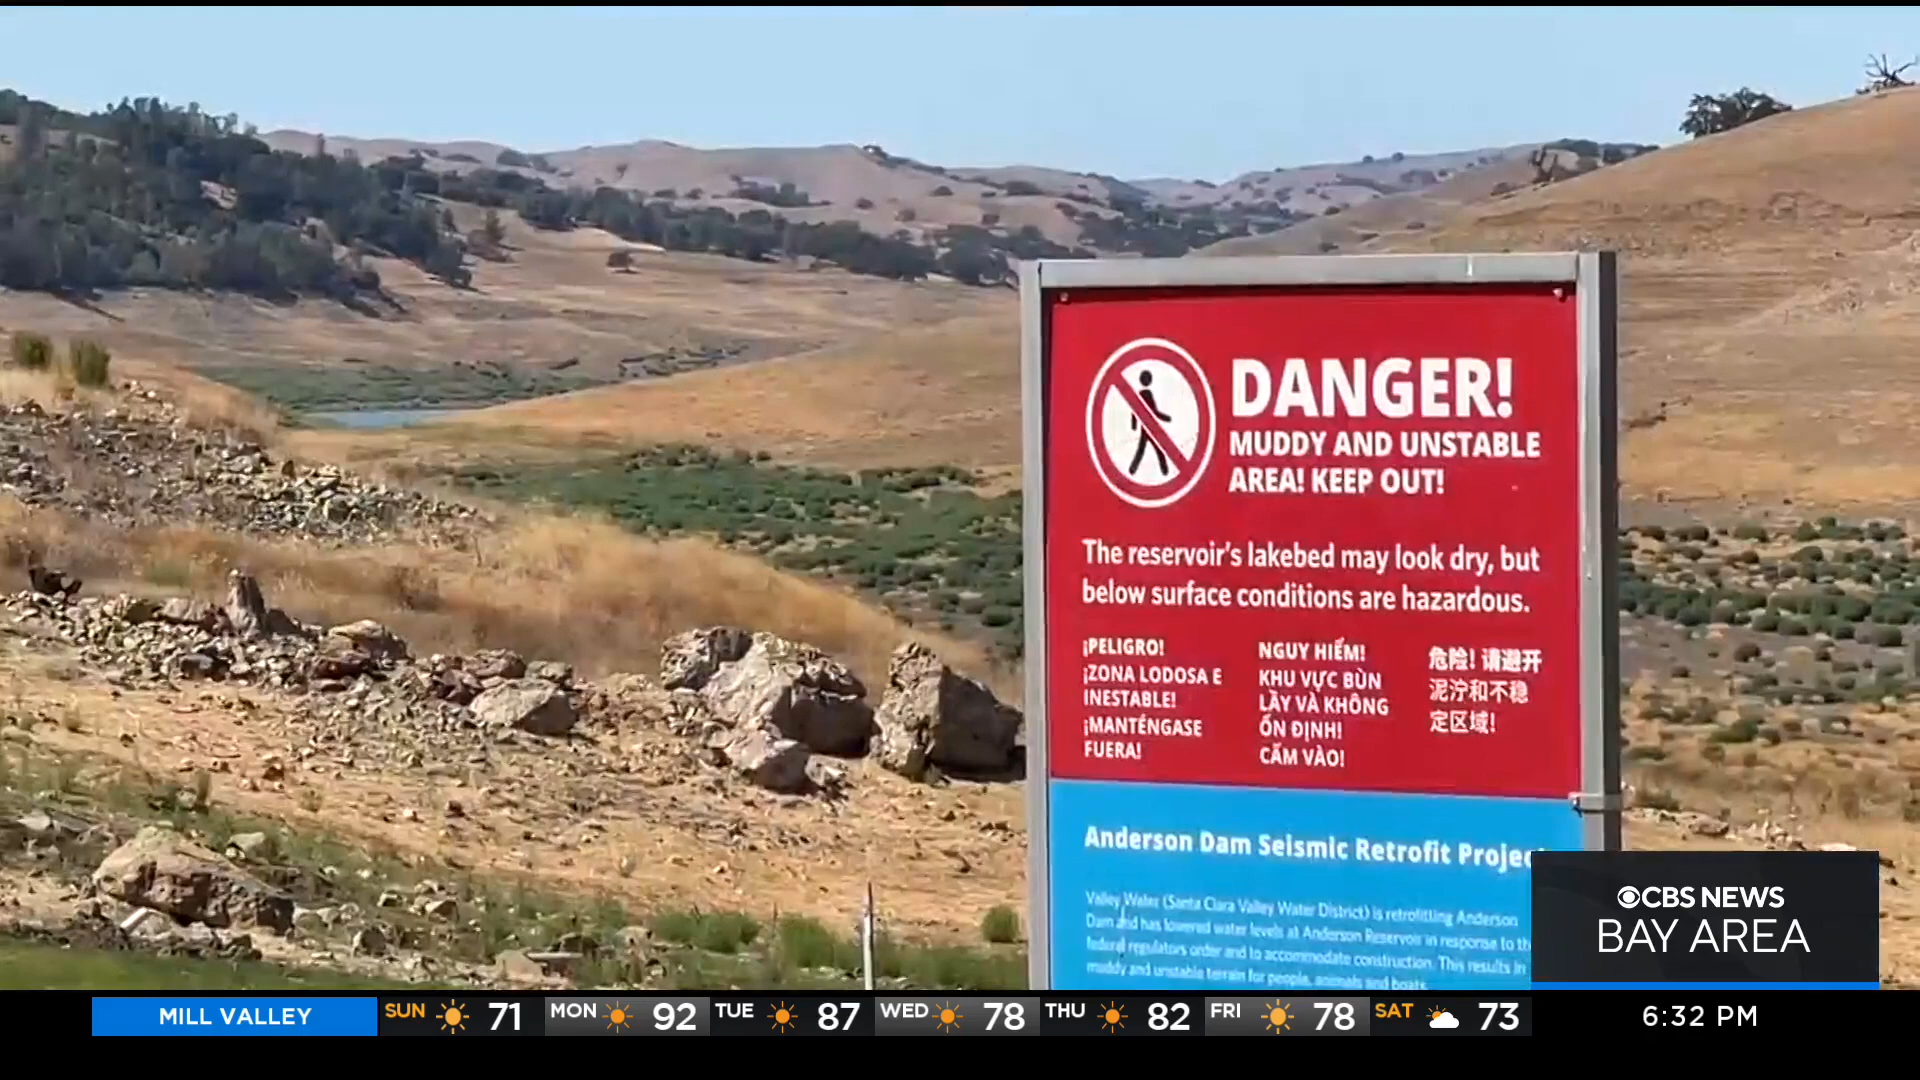 DANGER!
MUDDY AND UNSTABLE
AREA! KEEP OUT!
The reservoir's lakebed may look dry, but
below surface conditions are hazardous.
¡PELIGRO!
¡ZONA LODOSA E
INESTABLE!
¡MANTÉNGASE
FUERA!
NGUY HIỂM!
KHU VỰC BÙN
LẦY VÀ KHÔNG
ỔN ĐỊNH!
CẤM VÀO!
危险! 请避开
泥泞和不稳
定区域!
Anderson Dam Seismic Retrofit Projec
Valley Water (Santa Clara Valley Water District) is retrofitting Anderson
Dam and has lowered water levels at Anderson Reservoir in response to th
federal regulators order and to accommodate construction. This results in
muddy and unstable terrain for people, animals and boats.
CBS NEWS
BAY AREA
MILL VALLEY SUN 71 MON 92 TUE 87 WED 78 THU 82 FRI 78 SAT 73 6:32 PM